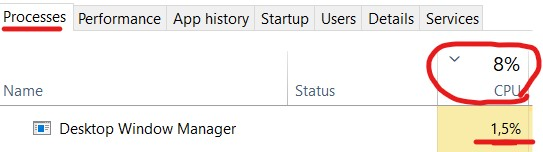 Processes Performance App history Startup Users Details Services
8%
Name Status CPU
Desktop Window Manager 1,5%